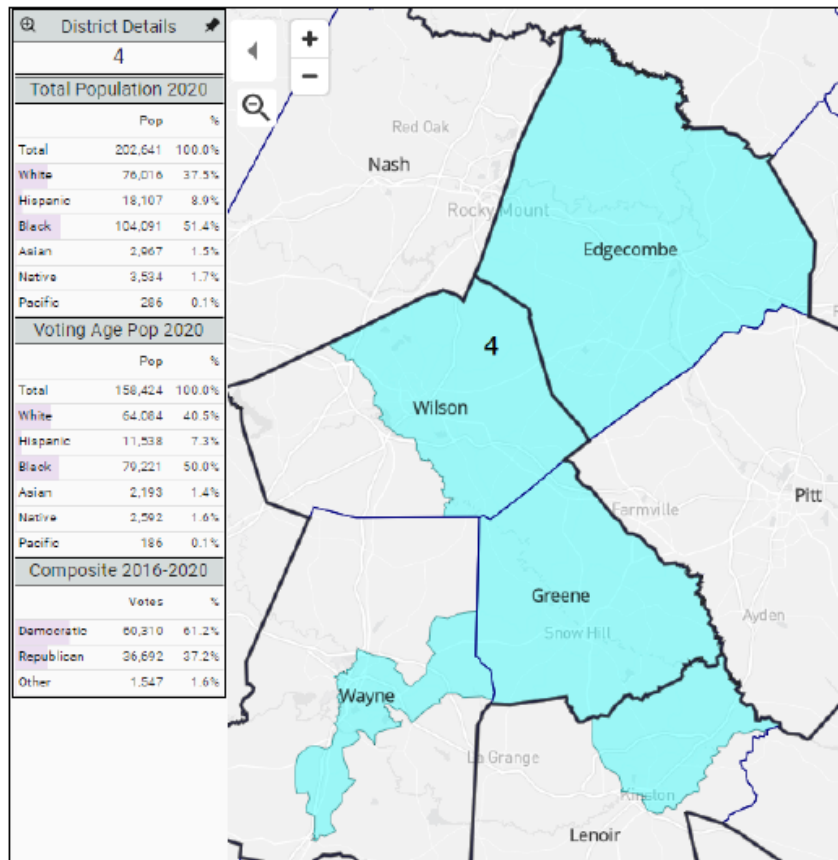 District Details
4
Total Population 2020
Pop %
Total 202,641 100.0%
White 76,016 37.5%
Hispanic 18,107 8.9%
Black 104,091 51.4%
Asian 2,967 1.5%
Native 3,534 1.7%
Pacific 286 0.1%
Voting Age Pop 2020
Pop %
Total 158,424 100.0%
White 64,084 40.5%
Hispanic 11,538 7.3%
Black 79,221 50.0%
Asian 2,193 1.4%
Native 2,592 1.6%
Pacific 186 0.1%
Composite 2016-2020
Votes %
Democratic 60,310 61.2%
Republican 36,692 37.2%
Other 1,547 1.6%
+
−
Red Oak
Nash
Rocky Mount
Edgecombe
4
Wilson
Pitt
Farmville
Greene
Ayden
Snow Hill
Wayne
La Grange
Kinston
Lenoir